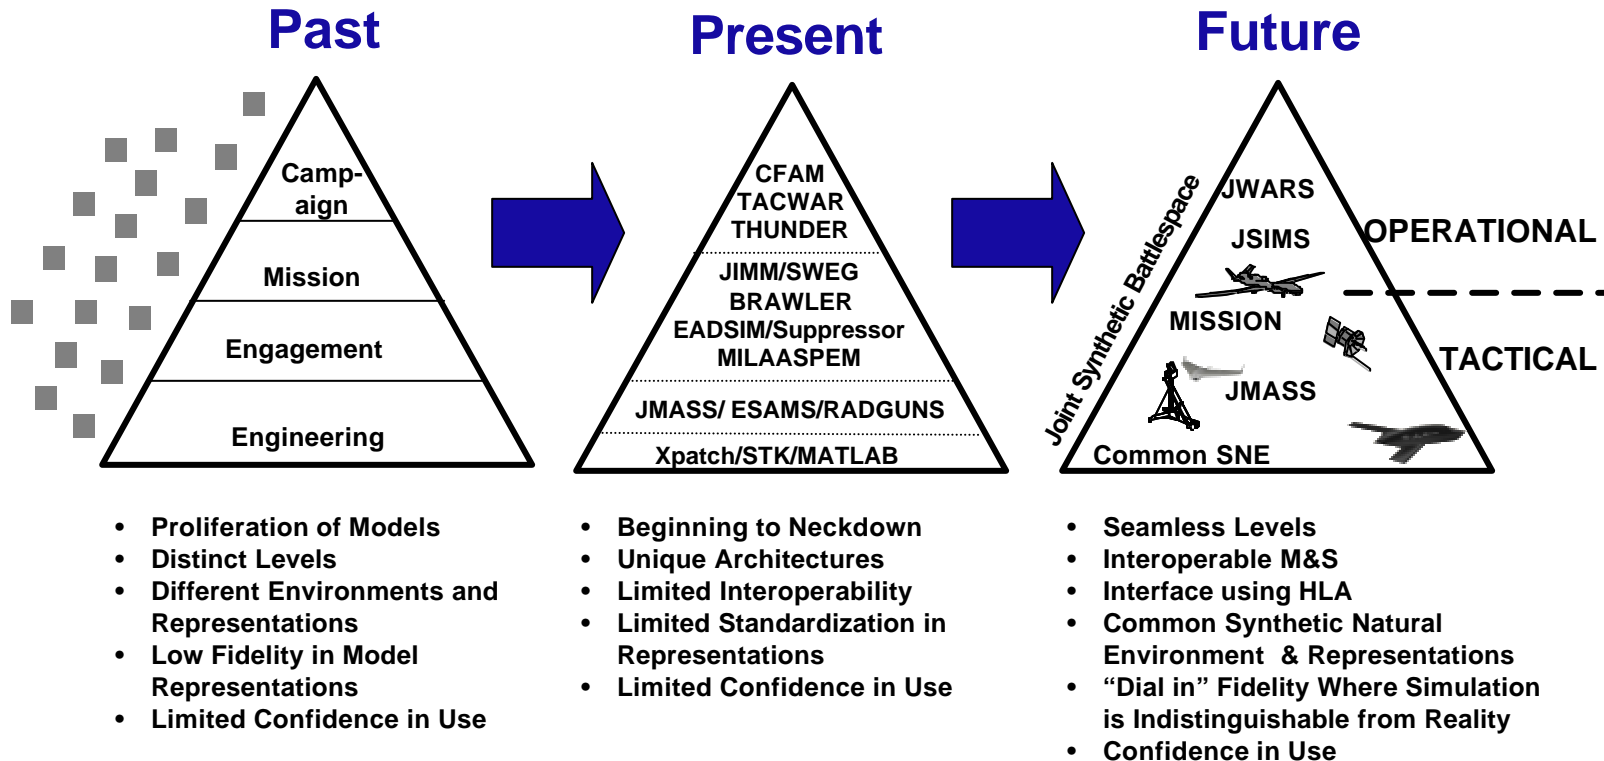 Past
Camp-
aign
Mission
Engagement
Engineering
• Proliferation of Models
• Distinct Levels
• Different Environments and
Representations
• Low Fidelity in Model
Representations
• Limited Confidence in Use
Present
CFAM
TACWAR
THUNDER
JIMM/SWEG
BRAWLER
EADSIM/Suppressor
MILAASPEM
JMASS/ ESAMS/RADGUNS
Xpatch/STK/MATLAB
• Beginning to Neckdown
• Unique Architectures
• Limited Interoperability
• Limited Standardization in
Representations
• Limited Confidence in Use
Future
Joint Synthetic Battlespace
JWARS
JSIMS
MISSION
JMASS
Common SNE
OPERATIONAL
TACTICAL
• Seamless Levels
• Interoperable M&S
• Interface using HLA
• Common Synthetic Natural
Environment & Representations
• “Dial in” Fidelity Where Simulation
is Indistinguishable from Reality
• Confidence in Use